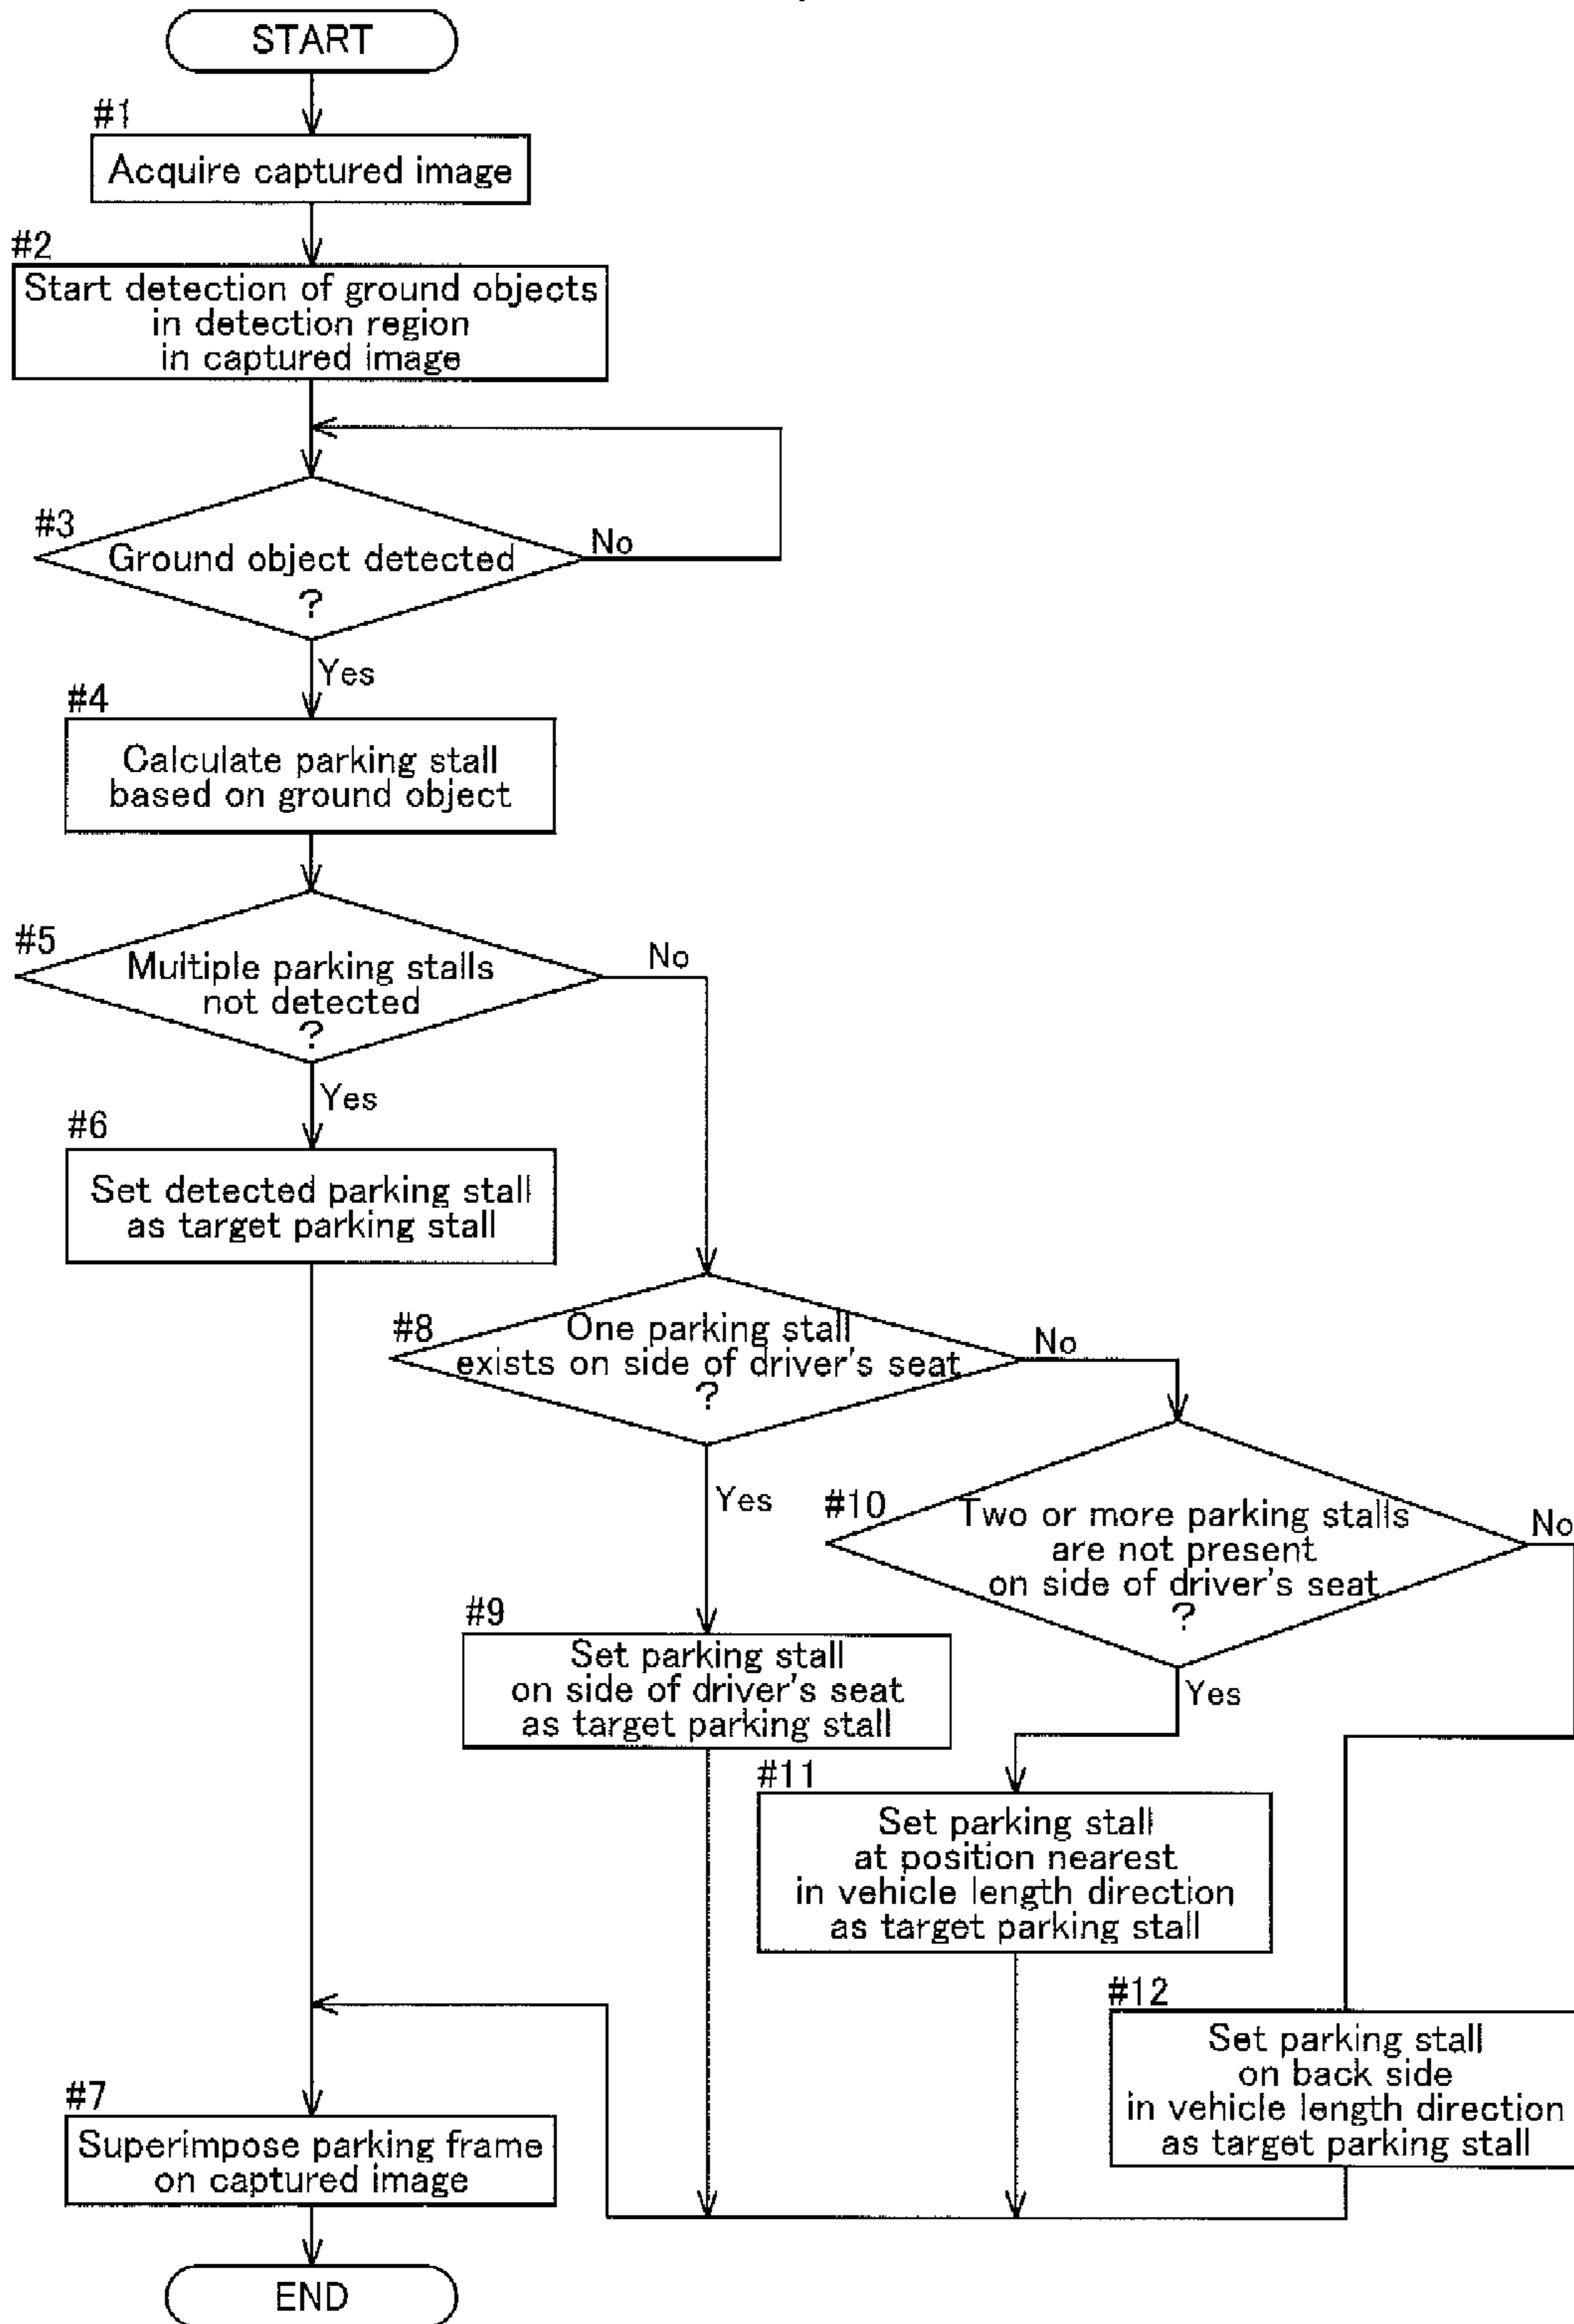 START
#1
Acquire captured image
#2
Start detection of ground objects
in detection region
in captured image
#3
Ground object detected
?
No
Yes
#4
Calculate parking stall
based on ground object
#5
Multiple parking stalls
not detected
?
No
Yes
#6
Set detected parking stall
as target parking stall
#8
One parking stall
exists on side of driver's seat
?
No
Yes
#10
Two or more parking stalls
are not present
on side of driver's seat
?
No
Yes
#9
Set parking stall
on side of driver's seat
as target parking stall
#11
Set parking stall
at position nearest
in vehicle length direction
as target parking stall
#12
Set parking stall
on back side
in vehicle length direction
as target parking stall
#7
Superimpose parking frame
on captured image
END